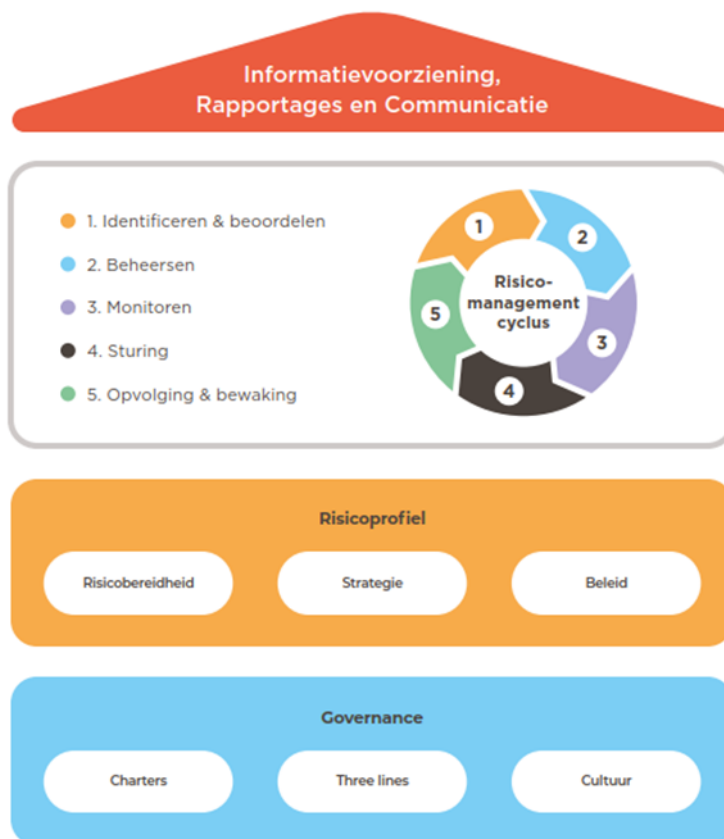 Informatievoorziening,
Rapportages en Communicatie
1. Identificeren & beoordelen
2. Beheersen
3. Monitoren
4. Sturing
5. Opvolging & bewaking
1
2
3
4
5
Risico-
management
cyclus
Risicoprofiel
Risicobereidheid
Strategie
Beleid
Governance
Charters
Three lines
Cultuur